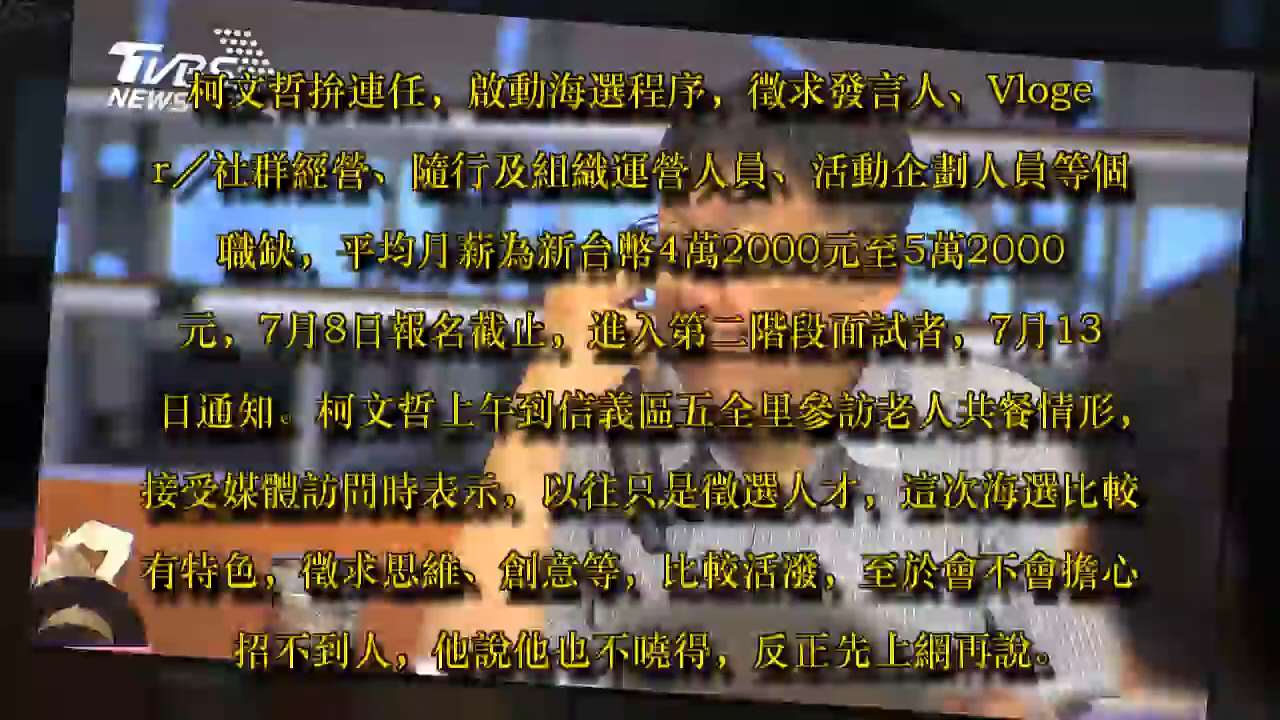 TVBS
NEWS
柯文哲拚連任，啟動海選程序，徵求發言人、Vloge
r／社群經營、隨行及組織運營人員、活動企劃人員等個
職缺，平均月薪為新台幣4萬2000元至5萬2000
元，7月8日報名截止，進入第二階段面試者，7月13
日通知。柯文哲上午到信義區五全里參訪老人共餐情形，
接受媒體訪問時表示，以往只是徵選人才，這次海選比較
有特色，徵求思維、創意等，比較活潑，至於會不會擔心
招不到人，他說他也不曉得，反正先上網再說。